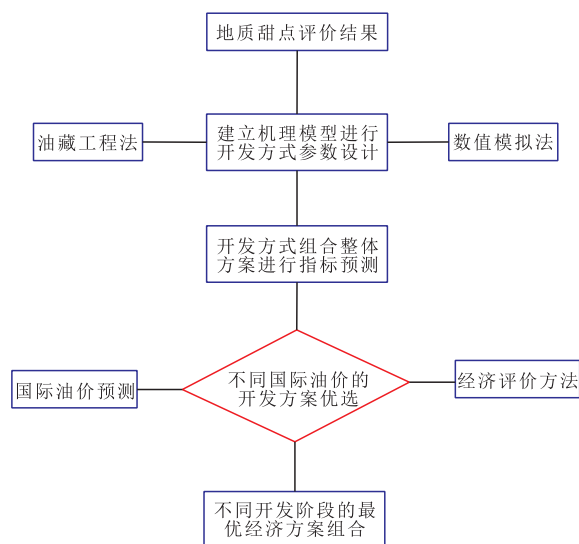 地质甜点评价结果
油藏工程法
建立机理模型进行
开发方式参数设计
数值模拟法
开发方式组合整体
方案进行指标预测
国际油价预测
不同国际油价的
开发方案优选
经济评价方法
不同开发阶段的最
优经济方案组合